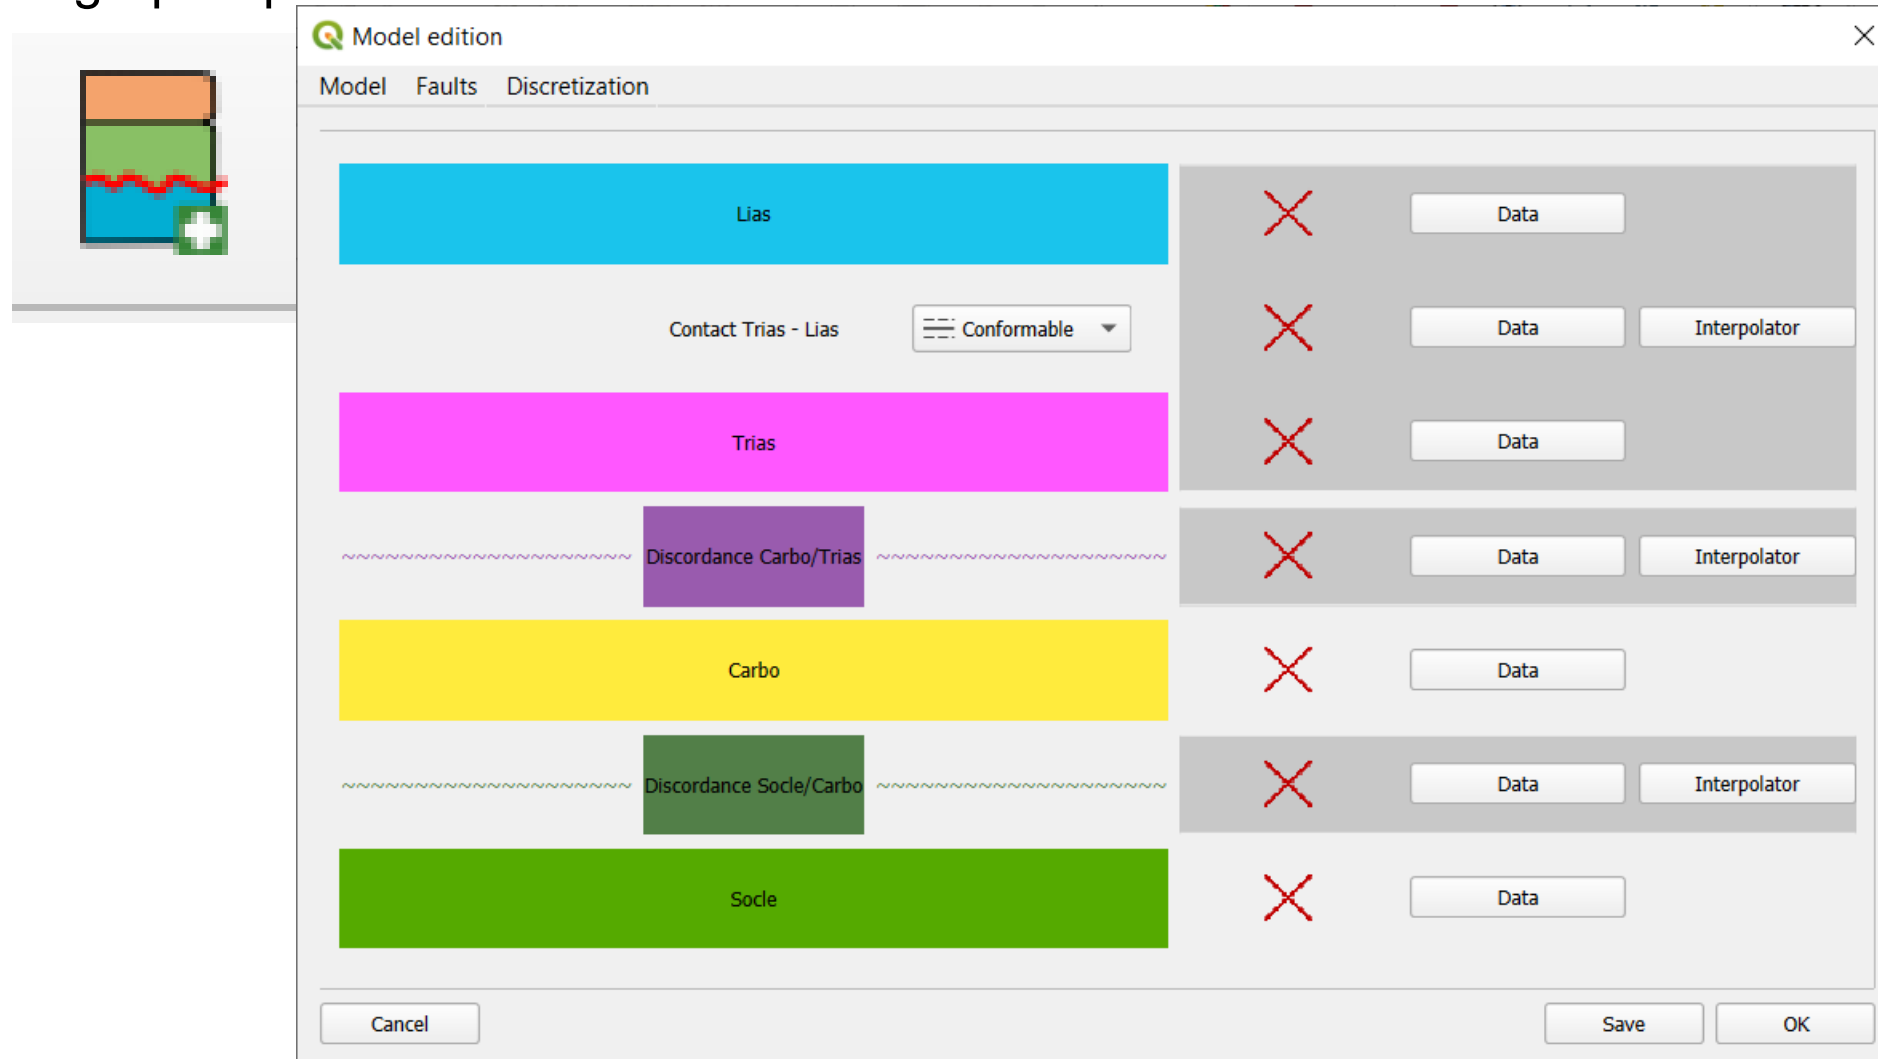 Model edition
Model Faults Discretization
Lias Data
Contact Trias - Lias Conformable Data Interpolator
Trias Data
~~~~~~~~~~~~~~~~~~~~ Discordance Carbo/Trias ~~~~~~~~~~~~~~~~~~~~ Data Interpolator
Carbo Data
~~~~~~~~~~~~~~~~~~~~ Discordance Socle/Carbo ~~~~~~~~~~~~~~~~~~~~ Data Interpolator
Socle Data
Cancel Save OK